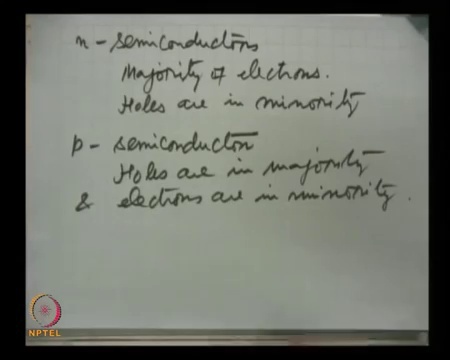 n - semiconductors
Majority of electrons.
Holes are in minority
p - semiconductor
Holes are in majority
& electrons are in minority.
NPTEL